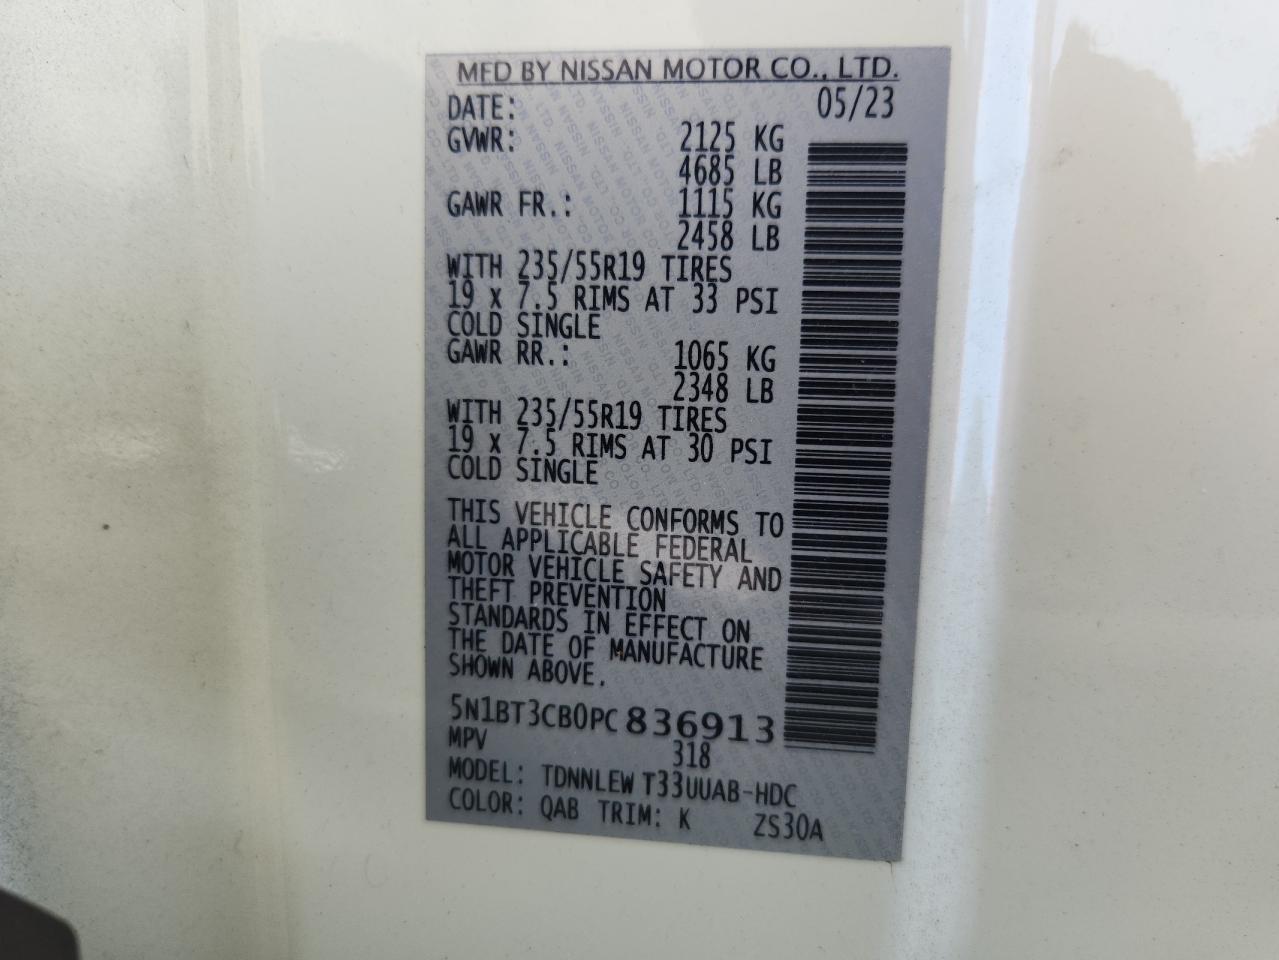 MFD BY NISSAN MOTOR CO., LTD.
DATE: 05/23
GVWR: 2125 KG
4685 LB
GAWR FR.: 1115 KG
2458 LB
WITH 235/55R19 TIRES
19 x 7.5 RIMS AT 33 PSI
COLD SINGLE
GAWR RR.: 1065 KG
2348 LB
WITH 235/55R19 TIRES
19 x 7.5 RIMS AT 30 PSI
COLD SINGLE
THIS VEHICLE CONFORMS TO
ALL APPLICABLE FEDERAL
MOTOR VEHICLE SAFETY AND
THEFT PREVENTION
STANDARDS IN EFFECT ON
THE DATE OF MANUFACTURE
SHOWN ABOVE.
5N1BT3CB0PC836913
MPV 318
MODEL: TDNNLEW T33UUAB-HDC
COLOR: QAB TRIM: K ZS30A